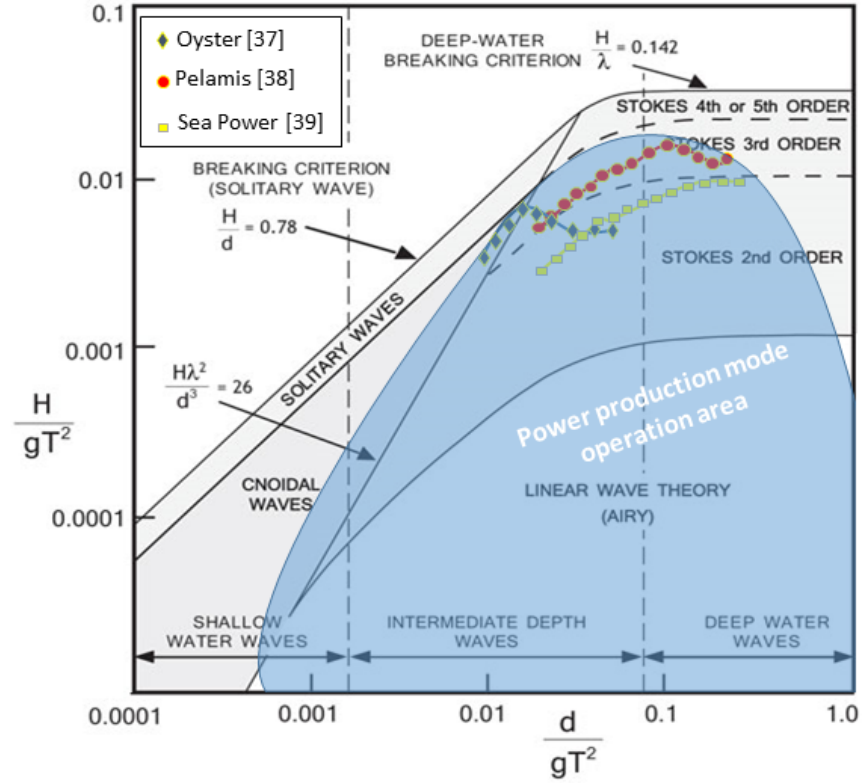 0.1
Oyster [37]
Pelamis [38]
Sea Power [39]
DEEP-WATER
BREAKING CRITERION
H
λ
= 0.142
STOKES 4th or 5th ORDER
STOKES 3rd ORDER
BREAKING CRITERION
(SOLITARY WAVE)
H
d
= 0.78
0.01
STOKES 2nd ORDER
SOLITARY WAVES
0.001
Hλ²
d³
= 26
H
gT²
Power production mode
operation area
CNOIDAL
WAVES
LINEAR WAVE THEORY
(AIRY)
0.0001
SHALLOW
WATER WAVES
INTERMEDIATE DEPTH
WAVES
DEEP WATER
WAVES
0.0001
0.001
0.01
0.1
1.0
d
gT²